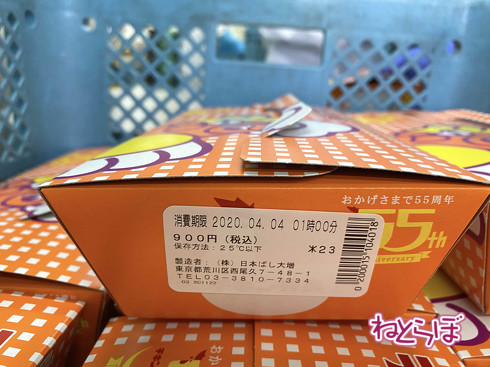 おかげさまで55周年
55th
Anniversary
消費期限 2020.04.04 01時00分
900円(税込) 米23
保存方法:25℃以下
製造者:(株)日本ばし大増
東京都荒川区西尾久7-48-1
TEL03-3810-7334
0200015104018
ねとらぼ